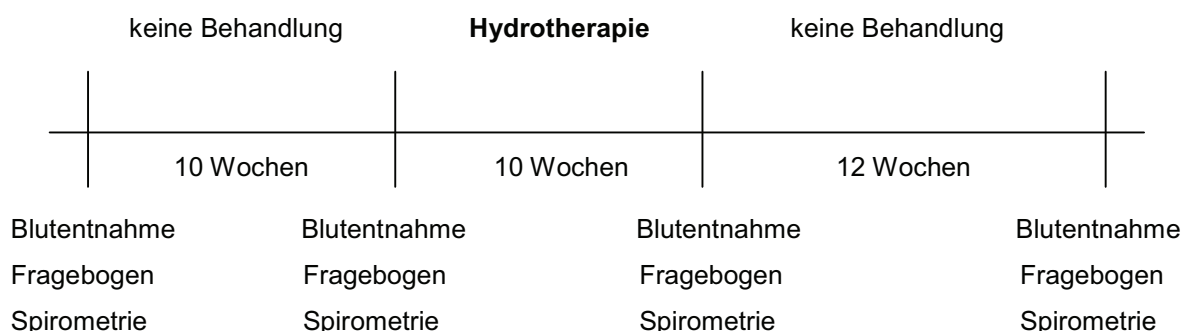 keine Behandlung Hydrotherapie keine Behandlung
10 Wochen 10 Wochen 12 Wochen
Blutentnahme Blutentnahme Blutentnahme Blutentnahme
Fragebogen Fragebogen Fragebogen Fragebogen
Spirometrie Spirometrie Spirometrie Spirometrie